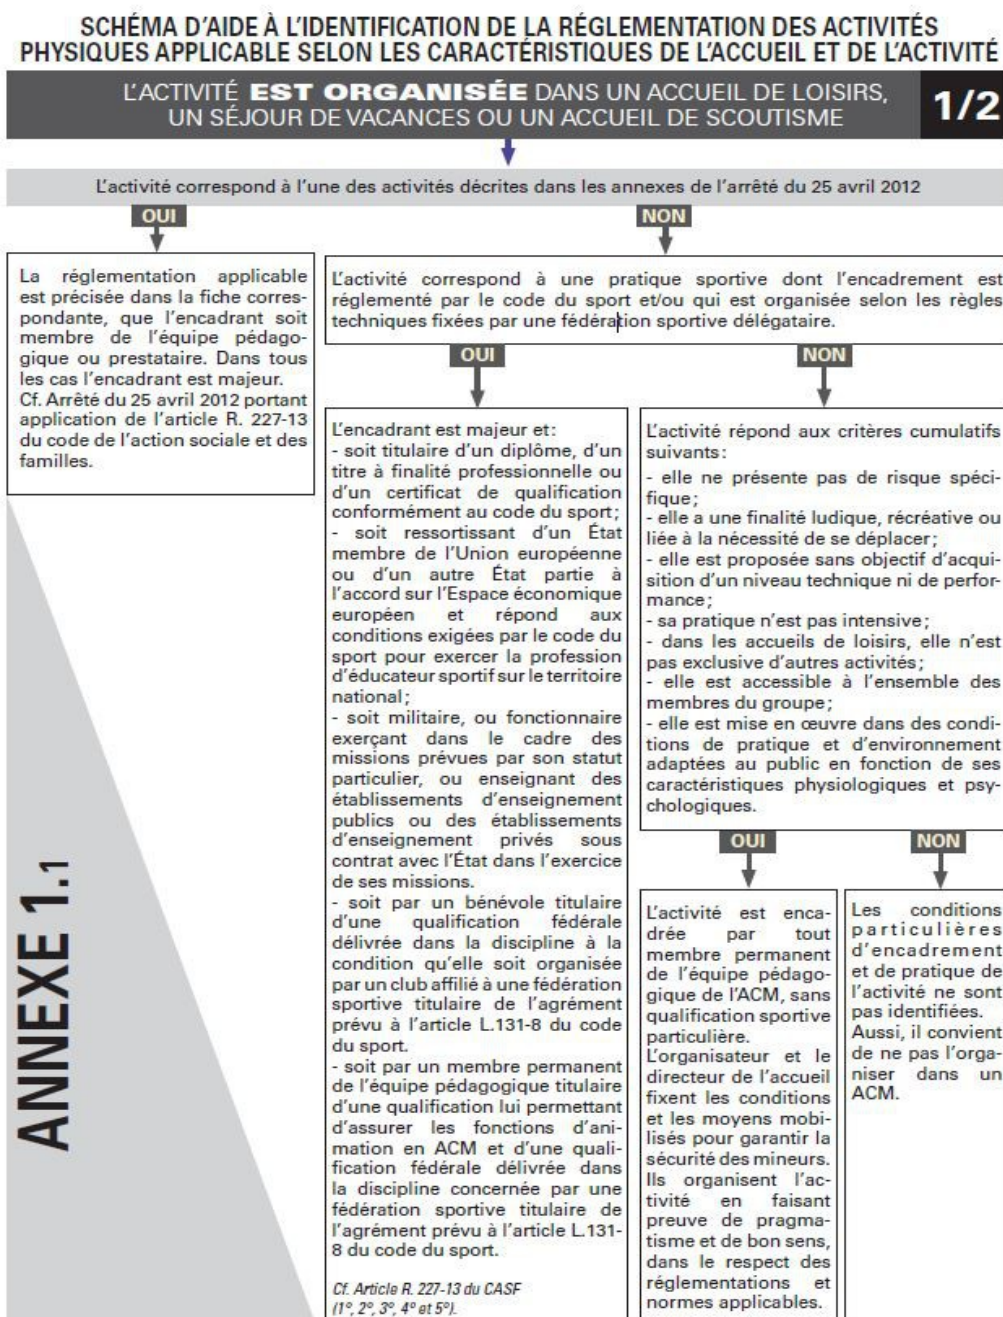 SCHÉMA D'AIDE À L'IDENTIFICATION DE LA RÉGLEMENTATION DES ACTIVITÉS
PHYSIQUES APPLICABLE SELON LES CARACTÉRISTIQUES DE L'ACCUEIL ET DE L'ACTIVITÉ
L'ACTIVITÉ EST ORGANISÉE DANS UN ACCUEIL DE LOISIRS,
UN SÉJOUR DE VACANCES OU UN ACCUEIL DE SCOUTISME
1/2
L'activité correspond à l'une des activités décrites dans les annexes de l'arrêté du 25 avril 2012
OUI
NON
La réglementation applicable
est précisée dans la fiche corres-
pondante, que l'encadrant soit
membre de l'équipe pédago-
gique ou prestataire. Dans tous
les cas l'encadrant est majeur.
Cf. Arrêté du 25 avril 2012 portant
application de l'article R. 227-13
du code de l'action sociale et des
familles.
L'activité correspond à une pratique sportive dont l'encadrement est
réglementé par le code du sport et/ou qui est organisée selon les règles
techniques fixées par une fédération sportive délégataire.
OUI
NON
L'encadrant est majeur et:
- soit titulaire d'un diplôme, d'un
titre à finalité professionnelle ou
d'un certificat de qualification
conformément au code du sport;
- soit ressortissant d'un État
membre de l'Union européenne
ou d'un autre État partie à
l'accord sur l'Espace économique
européen et répond aux
conditions exigées par le code du
sport pour exercer la profession
d'éducateur sportif sur le territoire
national;
- soit militaire, ou fonctionnaire
exerçant dans le cadre des
missions prévues par son statut
particulier, ou enseignant des
établissements d'enseignement
publics ou des établissements
d'enseignement privés sous
contrat avec l'État dans l'exercice
de ses missions.
- soit par un bénévole titulaire
d'une qualification fédérale
délivrée dans la discipline à la
condition qu'elle soit organisée
par un club affilié à une fédération
sportive titulaire de l'agrément
prévu à l'article L.131-8 du code
du sport.
- soit par un membre permanent
de l'équipe pédagogique titulaire
d'une qualification lui permettant
d'assurer les fonctions d'ani-
mation en ACM et d'une quali-
fication fédérale délivrée dans
la discipline concernée par une
fédération sportive titulaire de
l'agrément prévu à l'article L.131-
8 du code du sport.
Cf. Article R. 227-13 du CASF
(1°, 2°, 3°, 4° et 5°).
L'activité répond aux critères cumulatifs
suivants:
- elle ne présente pas de risque spéci-
fique;
- elle a une finalité ludique, récréative ou
liée à la nécessité de se déplacer;
- elle est proposée sans objectif d'acqui-
sition d'un niveau technique ni de perfor-
mance;
- sa pratique n'est pas intensive;
- dans les accueils de loisirs, elle n'est
pas exclusive d'autres activités;
- elle est accessible à l'ensemble des
membres du groupe;
- elle est mise en œuvre dans des condi-
tions de pratique et d'environnement
adaptées au public en fonction de ses
caractéristiques physiologiques et psy-
chologiques.
OUI
NON
L'activité est enca-
drée par tout
membre permanent
de l'équipe pédago-
gique de l'ACM, sans
qualification sportive
particulière.
L'organisateur et le
directeur de l'accueil
fixent les conditions
et les moyens mobi-
lisés pour garantir la
sécurité des mineurs.
Ils organisent l'ac-
tivité en faisant
preuve de pragma-
tisme et de bon sens,
dans le respect des
réglementations et
normes applicables.
Les conditions
particulières
d'encadrement
et de pratique de
l'activité ne sont
pas identifiées.
Aussi, il convient
de ne pas l'orga-
niser dans un
ACM.
ANNEXE 1.1